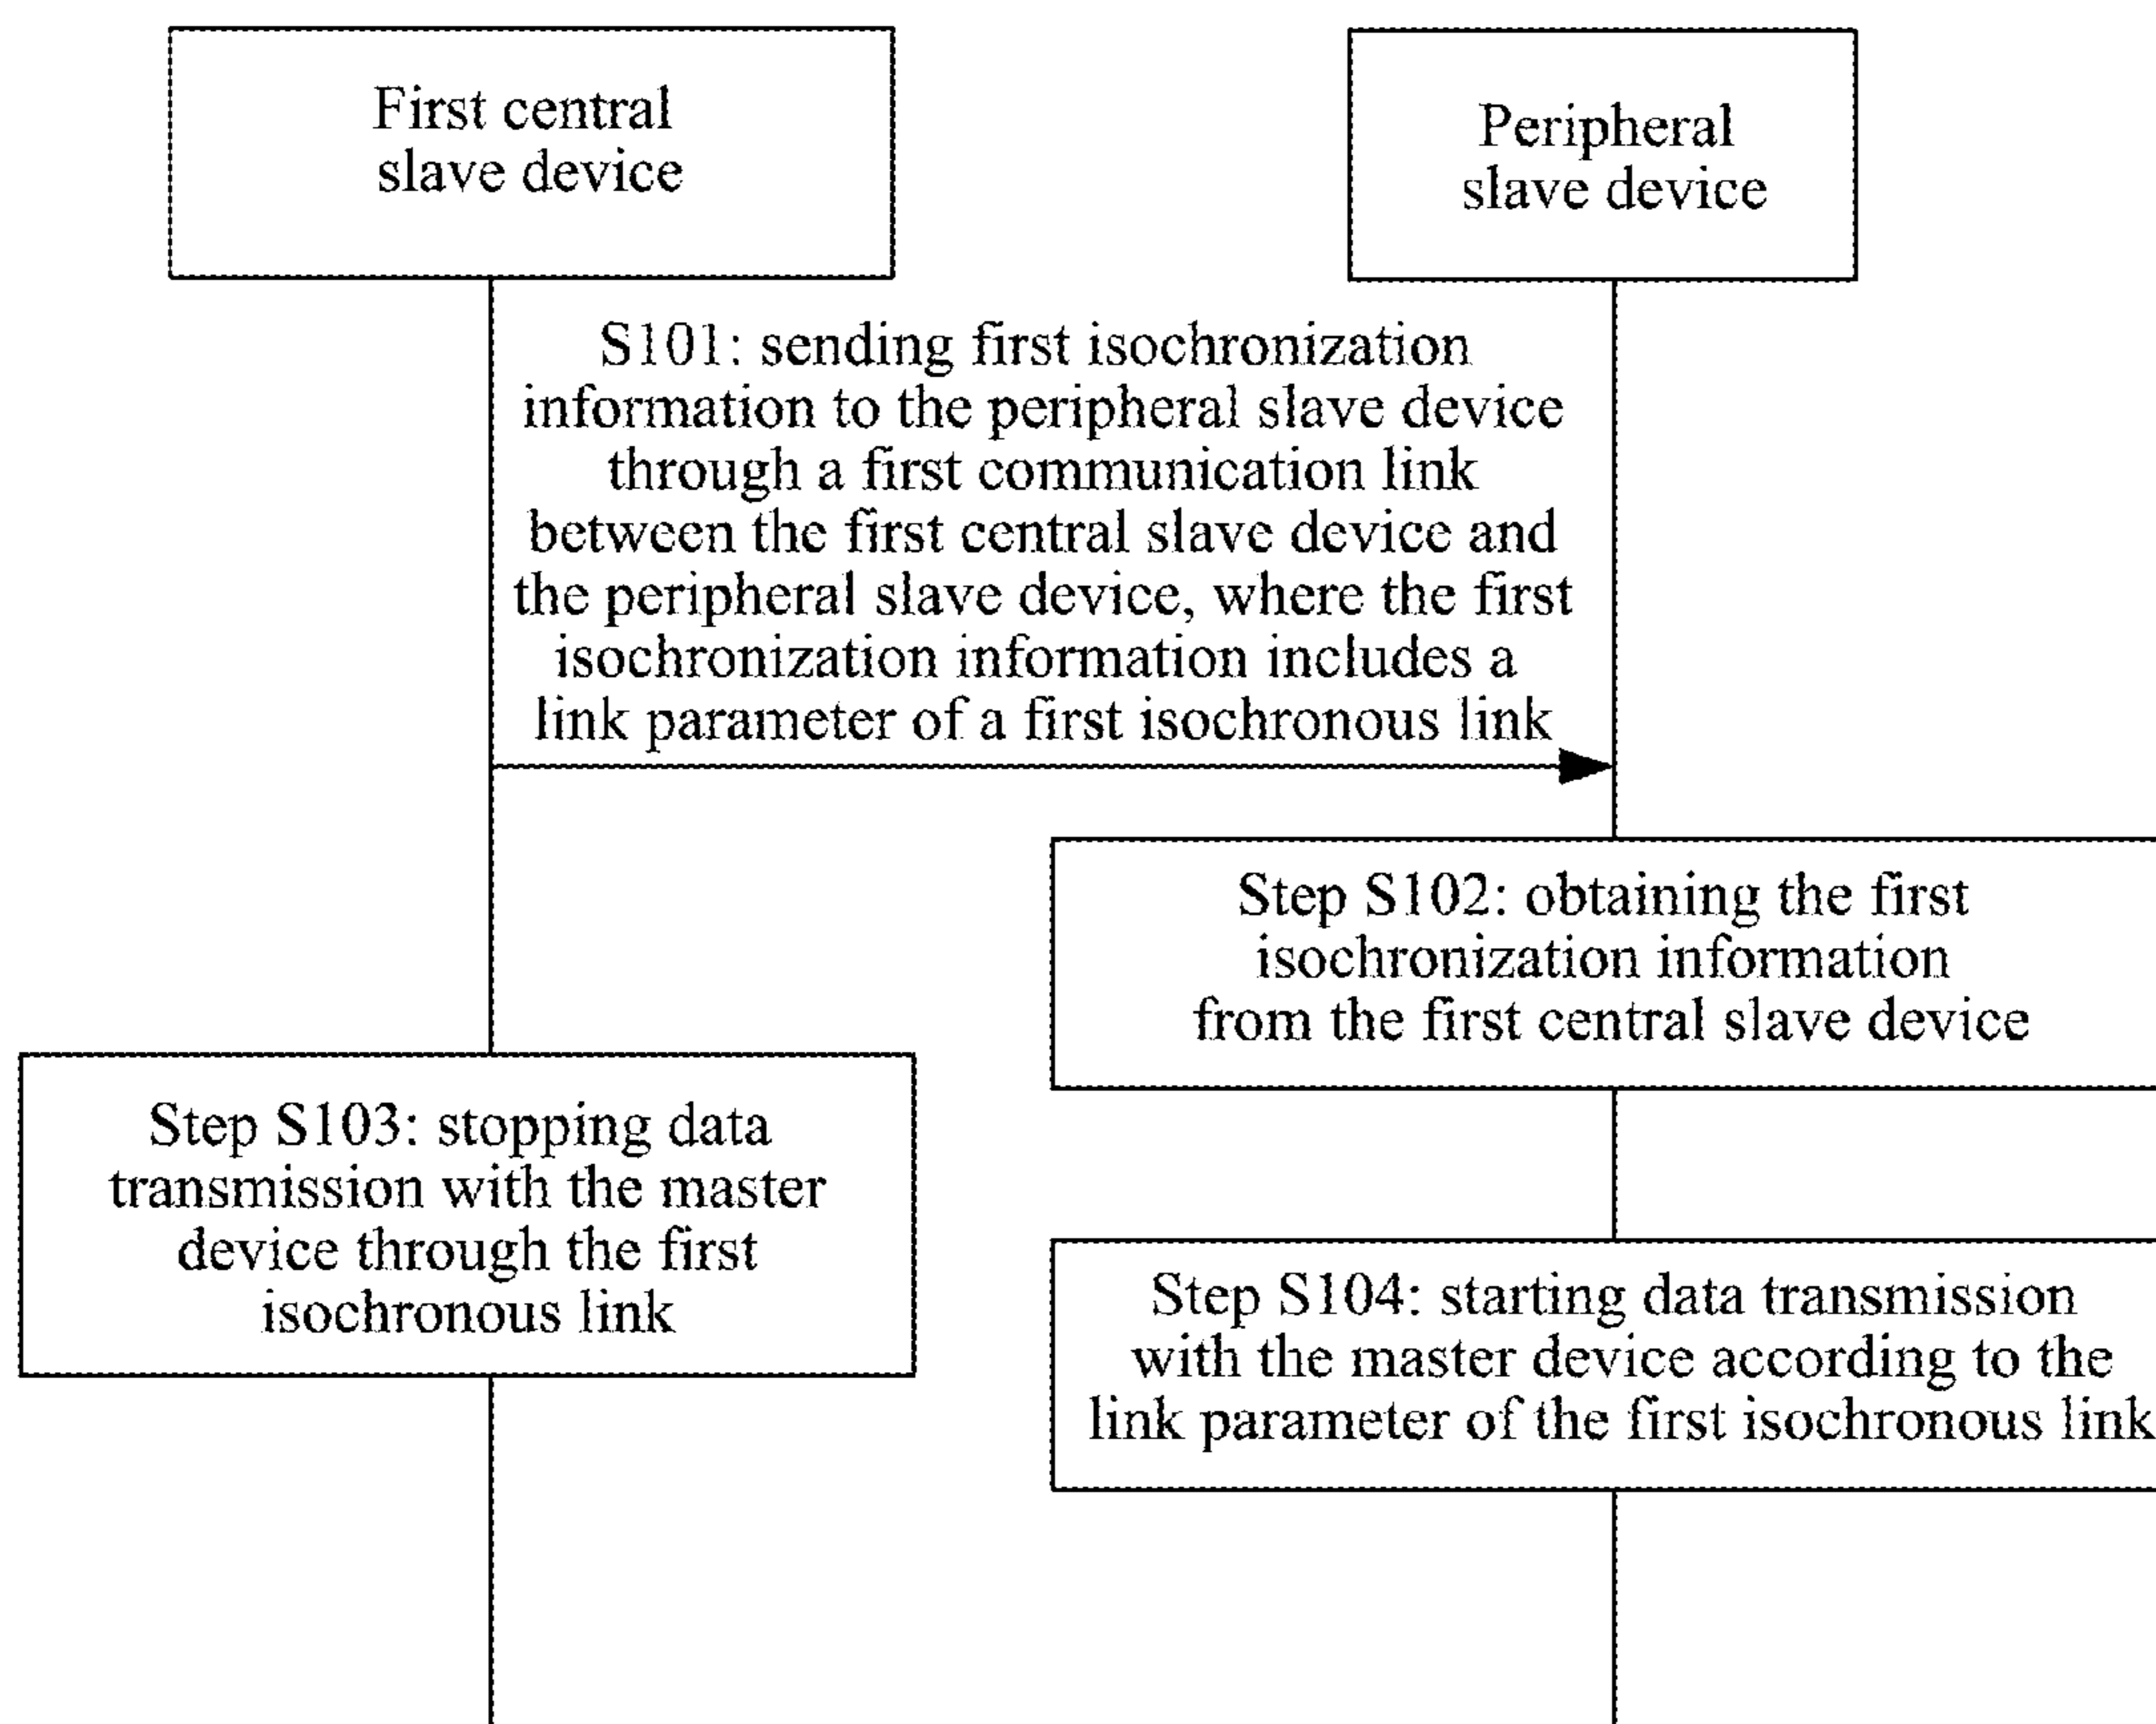 First central
slave device
Peripheral
slave device
S101: sending first isochronization
information to the peripheral slave device
through a first communication link
between the first central slave device and
the peripheral slave device, where the first
isochronization information includes a
link parameter of a first isochronous link
Step S102: obtaining the first
isochronization information
from the first central slave device
Step S103: stopping data
transmission with the master
device through the first
isochronous link
Step S104: starting data transmission
with the master device according to the
link parameter of the first isochronous link